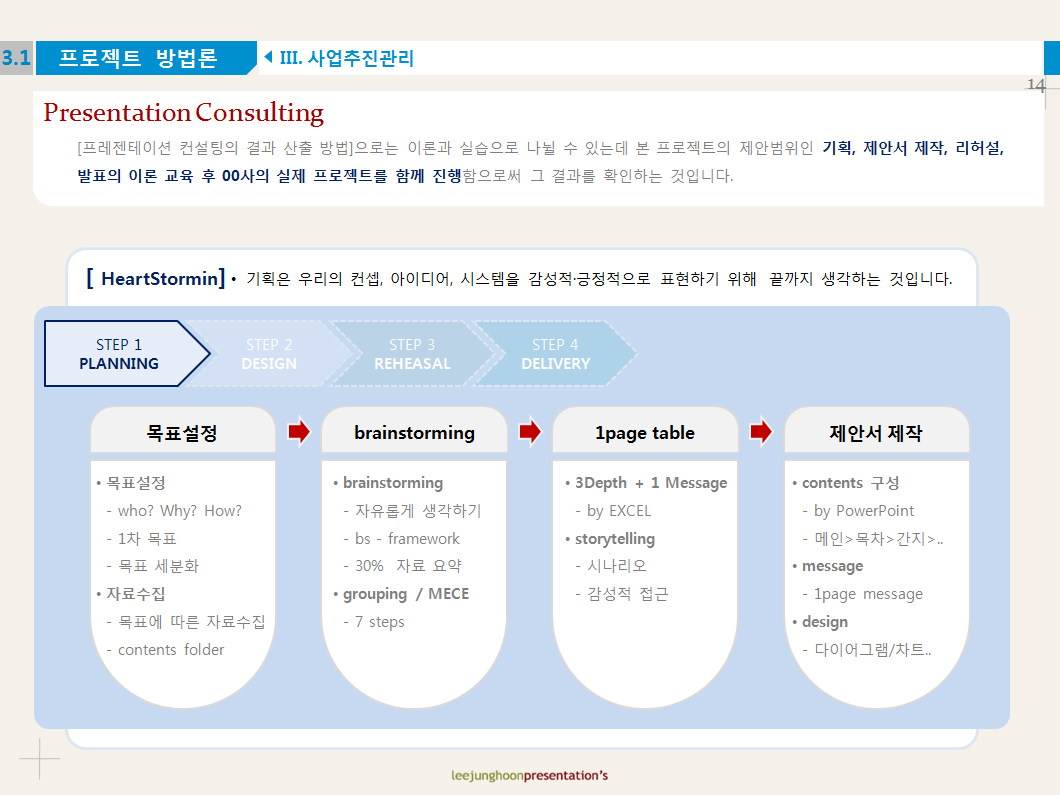 3.1 프로젝트 방법론 III. 사업추진관리
14
Presentation Consulting
[프레젠테이션 컨설팅의 결과 산출 방법]으로는 이론과 실습으로 나뉠 수 있는데 본 프로젝트의 제안범위인 기획, 제안서 제작, 리허설,
발표의 이론 교육 후 00사의 실제 프로젝트를 함께 진행함으로써 그 결과를 확인하는 것입니다.
[ HeartStormin] • 기획은 우리의 컨셉, 아이디어, 시스템을 감성적·긍정적으로 표현하기 위해 끝까지 생각하는 것입니다.
STEP 1
PLANNING
STEP 2
DESIGN
STEP 3
REHEASAL
STEP 4
DELIVERY
목표설정
• 목표설정
- who? Why? How?
- 1차 목표
- 목표 세분화
• 자료수집
- 목표에 따른 자료수집
- contents folder
brainstorming
• brainstorming
- 자유롭게 생각하기
- bs - framework
- 30% 자료 요약
• grouping / MECE
- 7 steps
1page table
• 3Depth + 1 Message
- by EXCEL
• storytelling
- 시나리오
- 감성적 접근
제안서 제작
• contents 구성
- by PowerPoint
- 메인>목차>간지>..
• message
- 1page message
• design
- 다이어그램/차트..
leejunghoonpresentation's